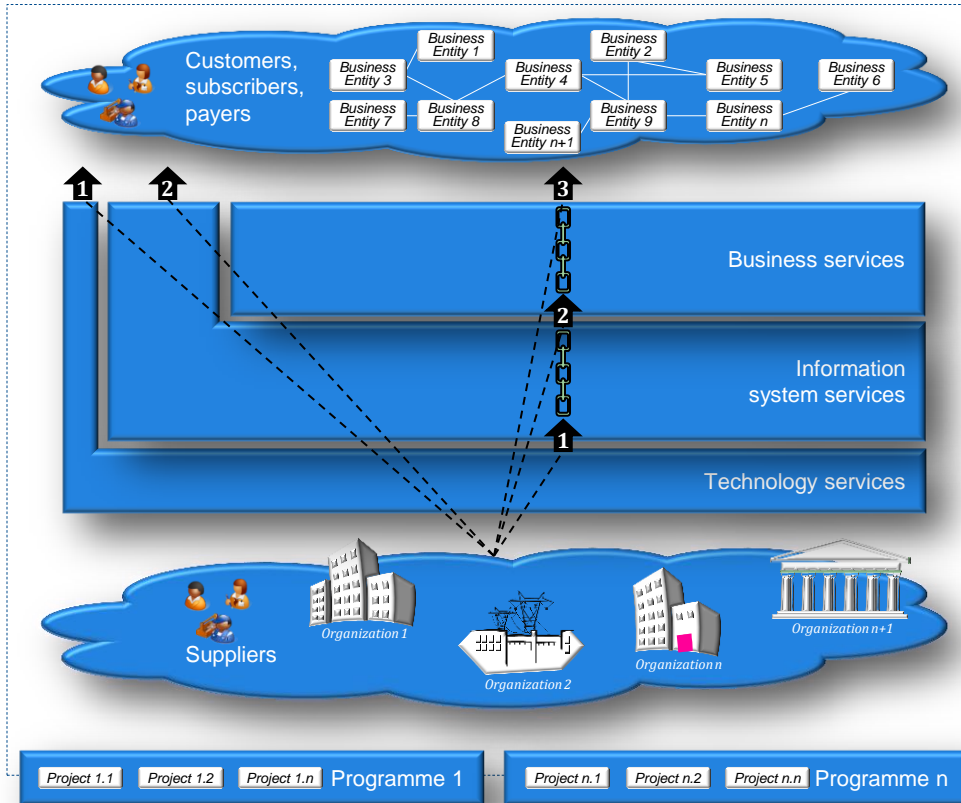 Customers,
subscribers,
payers
Business
Entity 1
Business
Entity 2
Business
Entity 3
Business
Entity 4
Business
Entity 5
Business
Entity 6
Business
Entity 7
Business
Entity 8
Business
Entity 9
Business
Entity n
Business
Entity n+1
1
2
3
Business services
2
Information
system services
1
Technology services
Organization 1
Organization 2
Organization n
Organization n+1
Suppliers
Project 1.1
Project 1.2
Project 1.n
Programme 1
Project n.1
Project n.2
Project n.n
Programme n